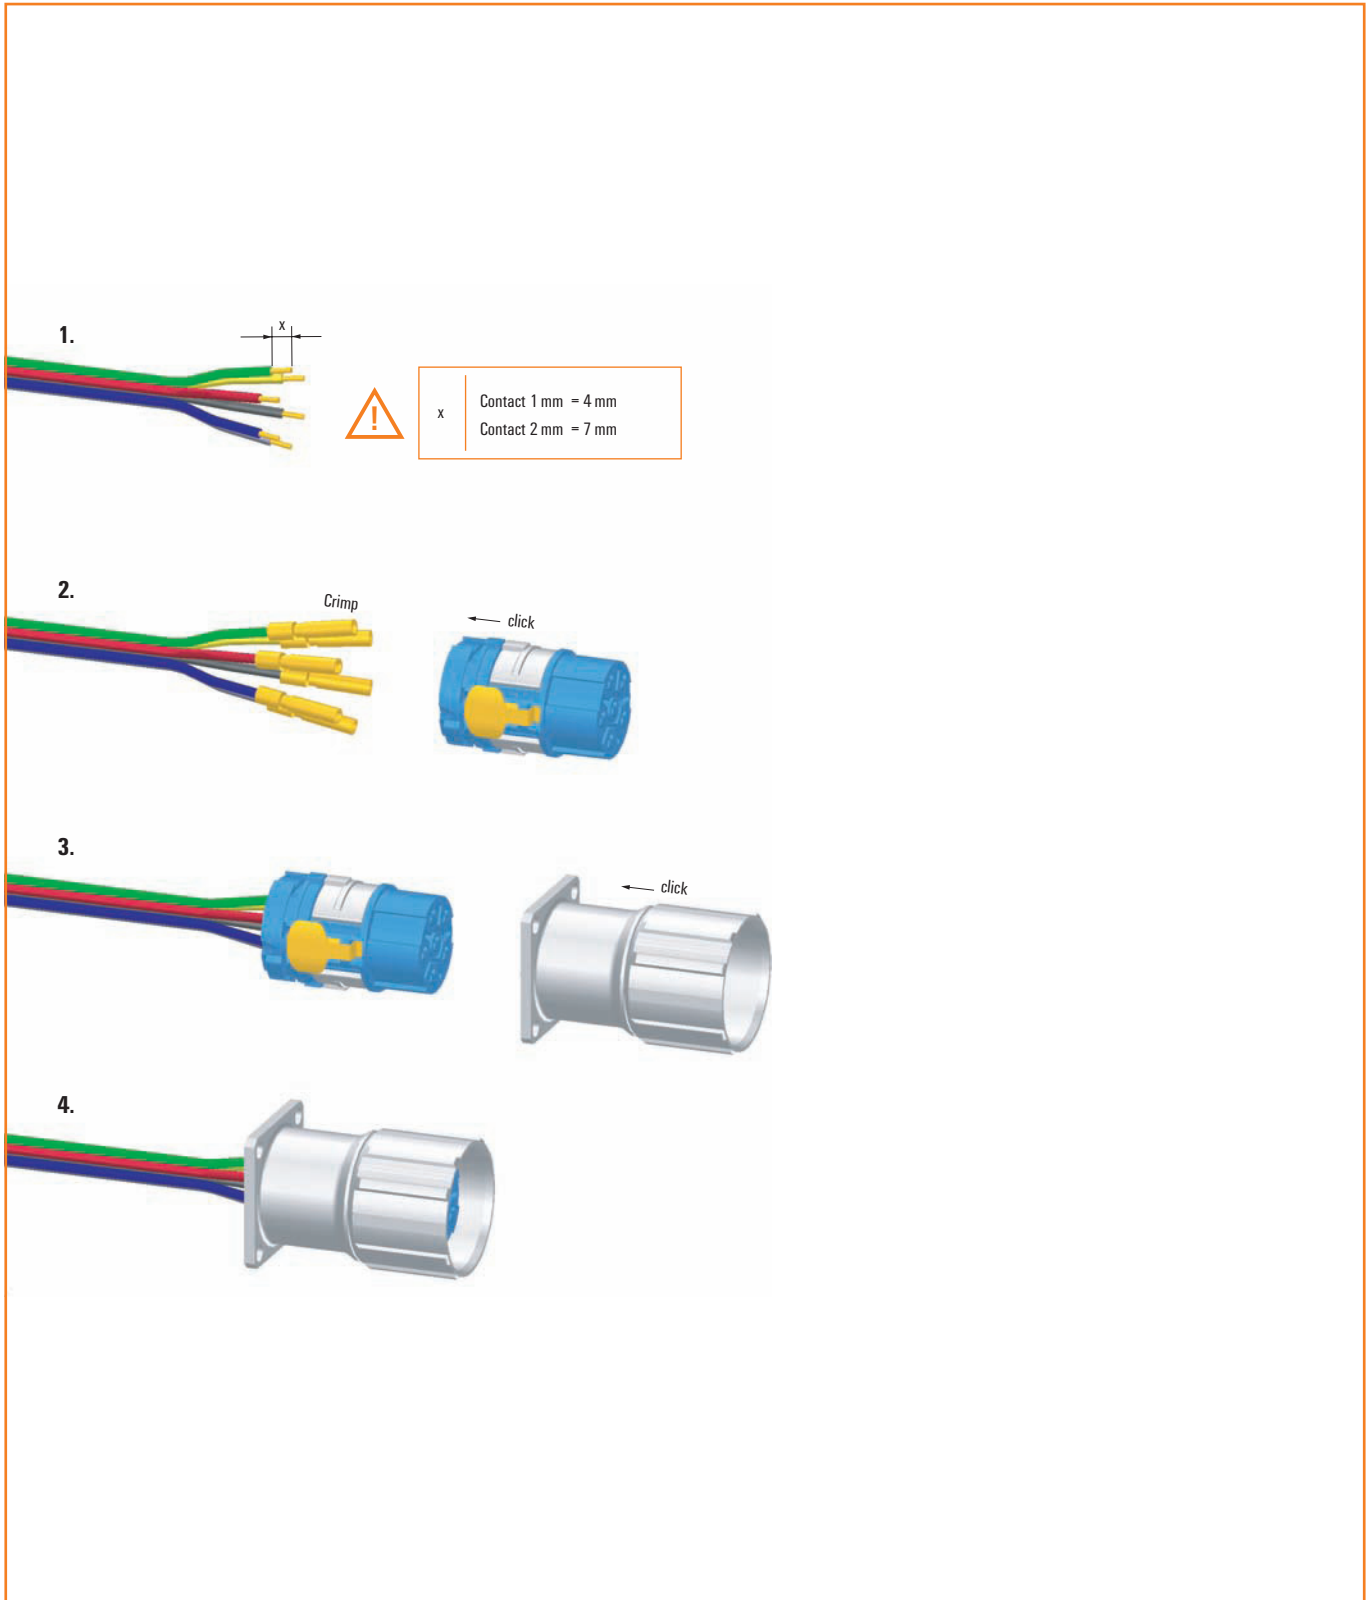 1.
x
!
x
Contact 1 mm = 4 mm
Contact 2 mm = 7 mm
2.
Crimp
click
3.
click
4.